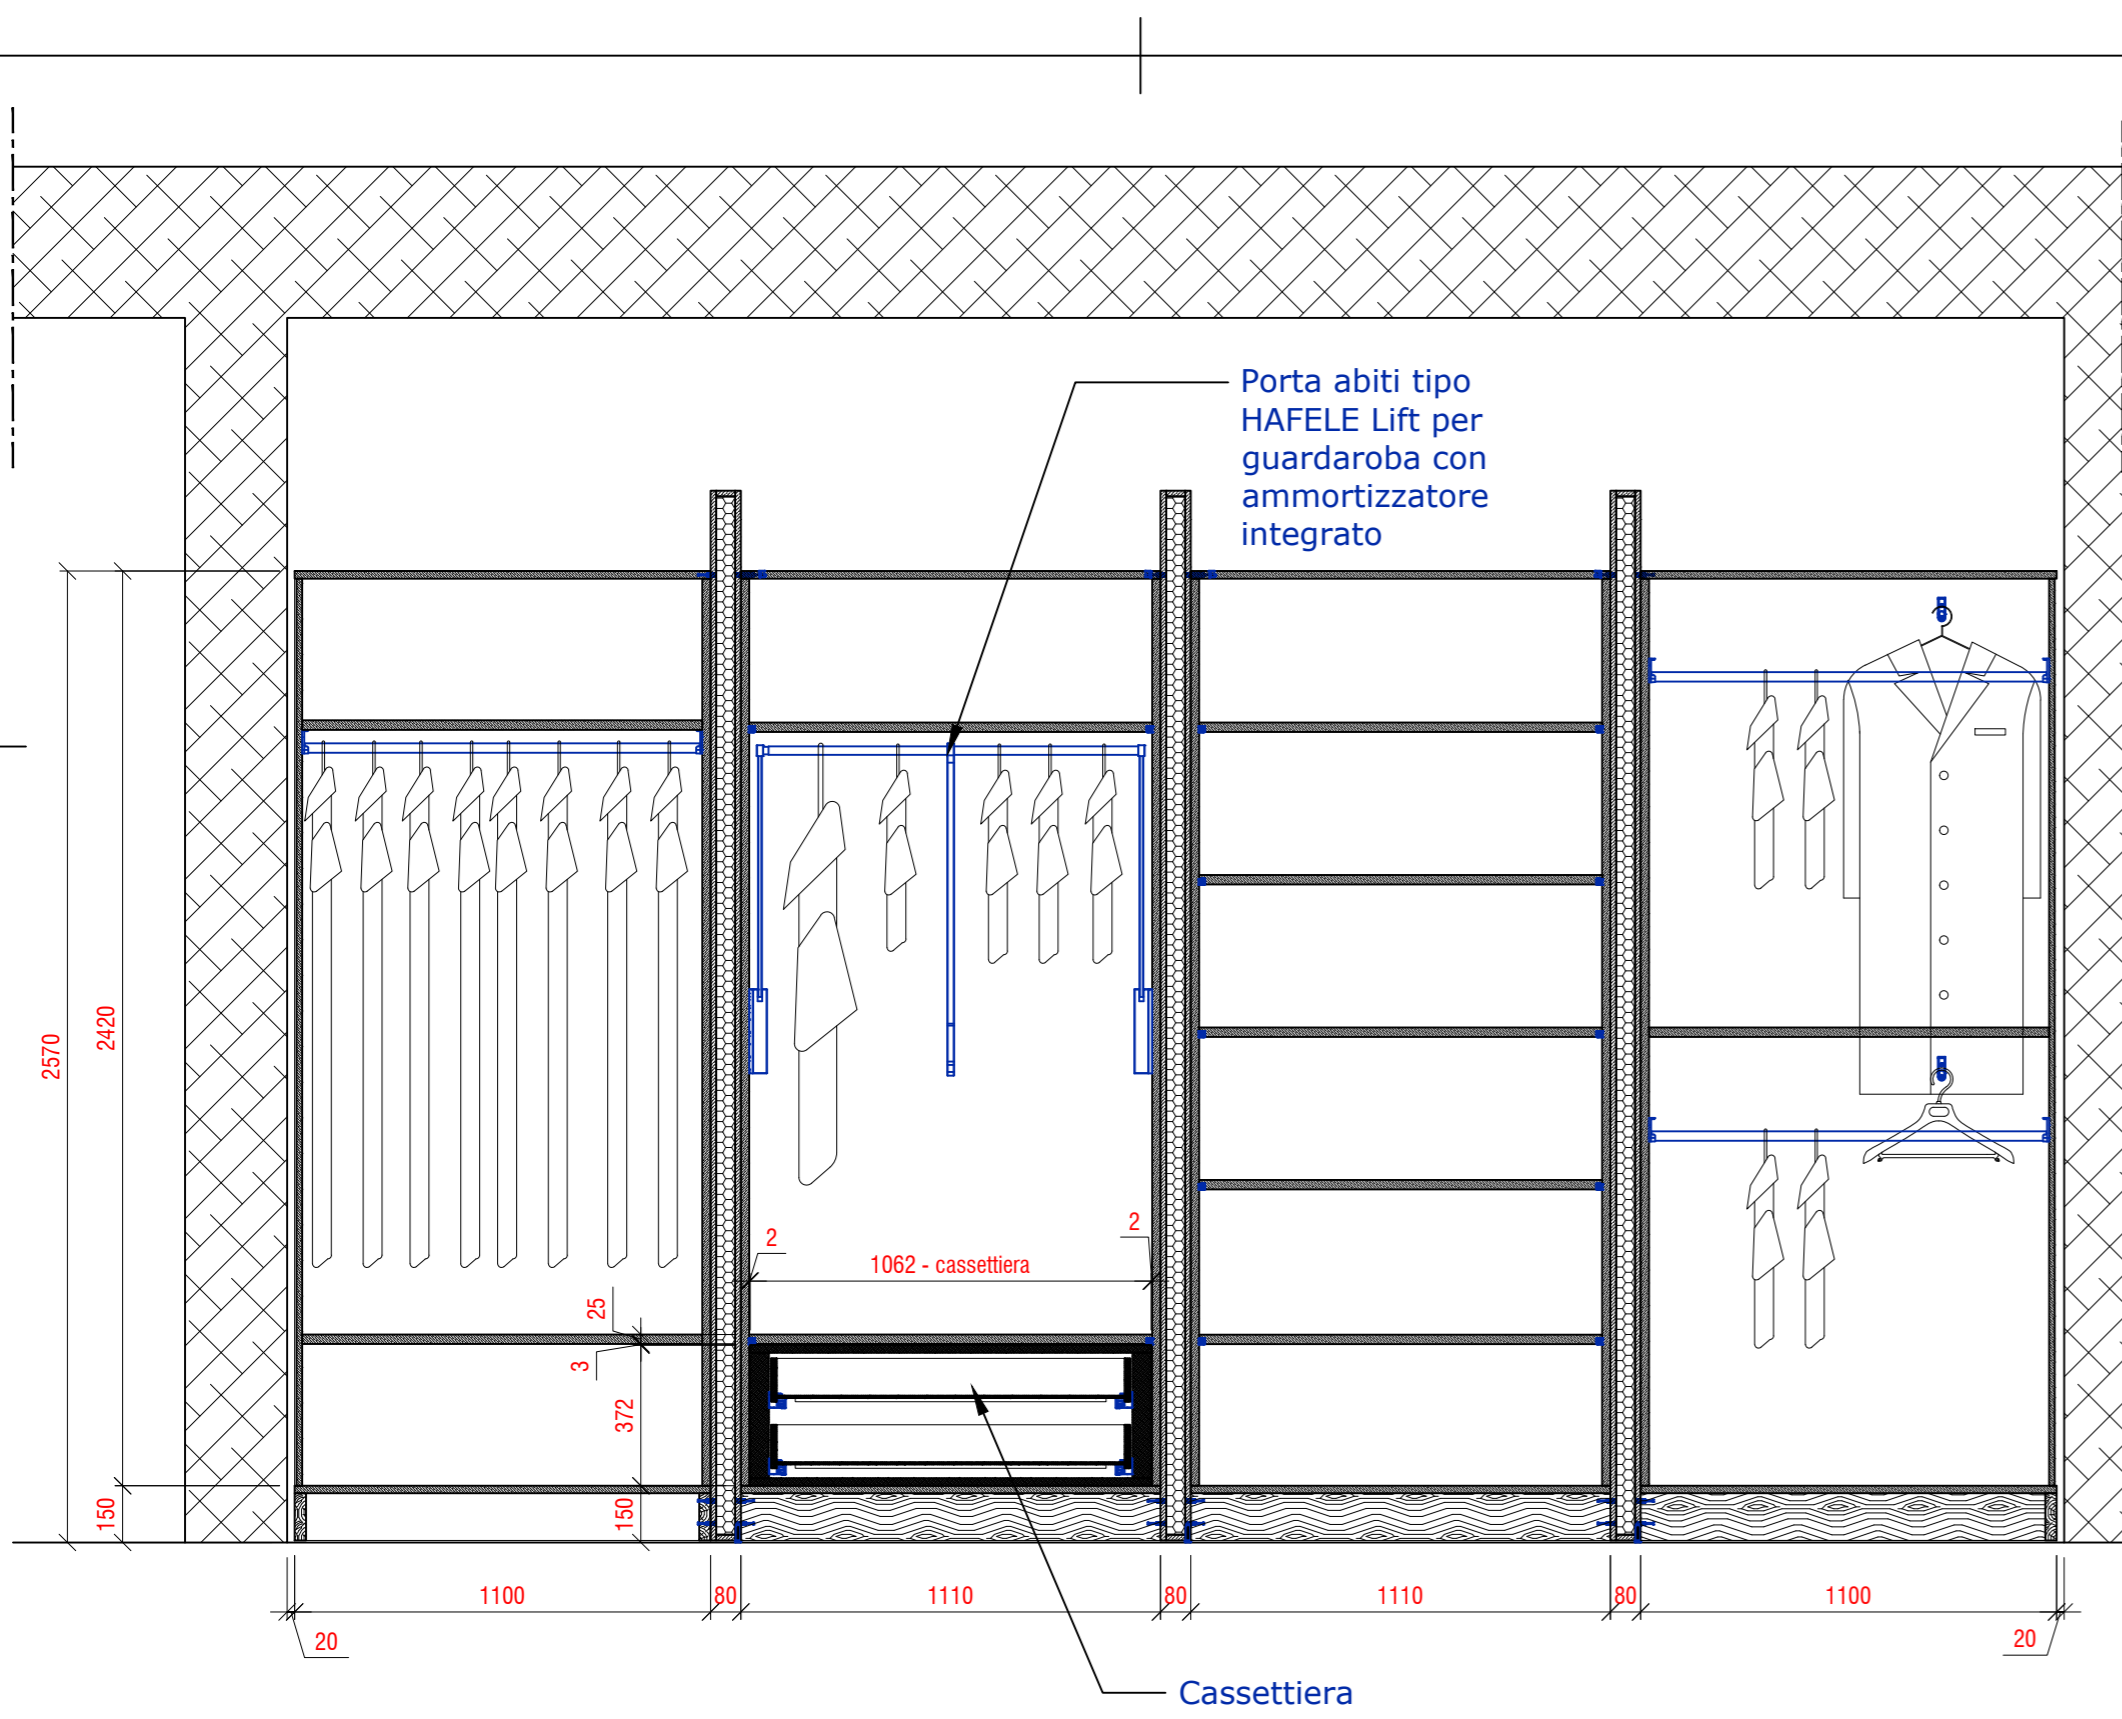 Porta abiti tipo
HAFELE Lift per
guardaroba con
ammortizzatore
integrato
2570
2420
150
2
2
1062 - cassettiera
25
3
372
150
1100
80
1110
80
1110
80
1100
20
20
Cassettiera